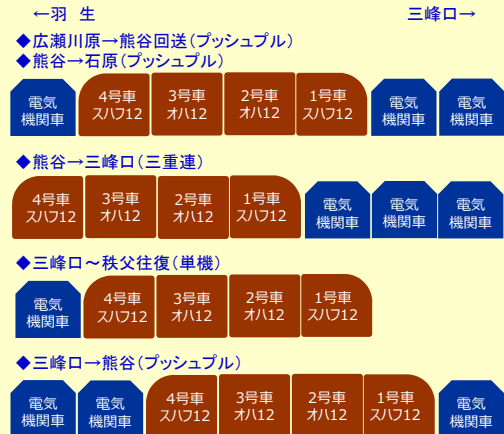 ←羽 生 三峰口→
◆広瀬川原→熊谷回送(プッシュプル)
◆熊谷→石原(プッシュプル)
電気機関車 4号車スハフ12 3号車オハ12 2号車オハ12 1号車スハフ12 電気機関車 電気機関車
◆熊谷→三峰口(三重連)
4号車スハフ12 3号車オハ12 2号車オハ12 1号車スハフ12 電気機関車 電気機関車 電気機関車
◆三峰口～秩父往復(単機)
電気機関車 4号車スハフ12 3号車オハ12 2号車オハ12 1号車スハフ12
◆三峰口→熊谷(プッシュプル)
電気機関車 電気機関車 4号車スハフ12 3号車オハ12 2号車オハ12 1号車スハフ12 電気機関車